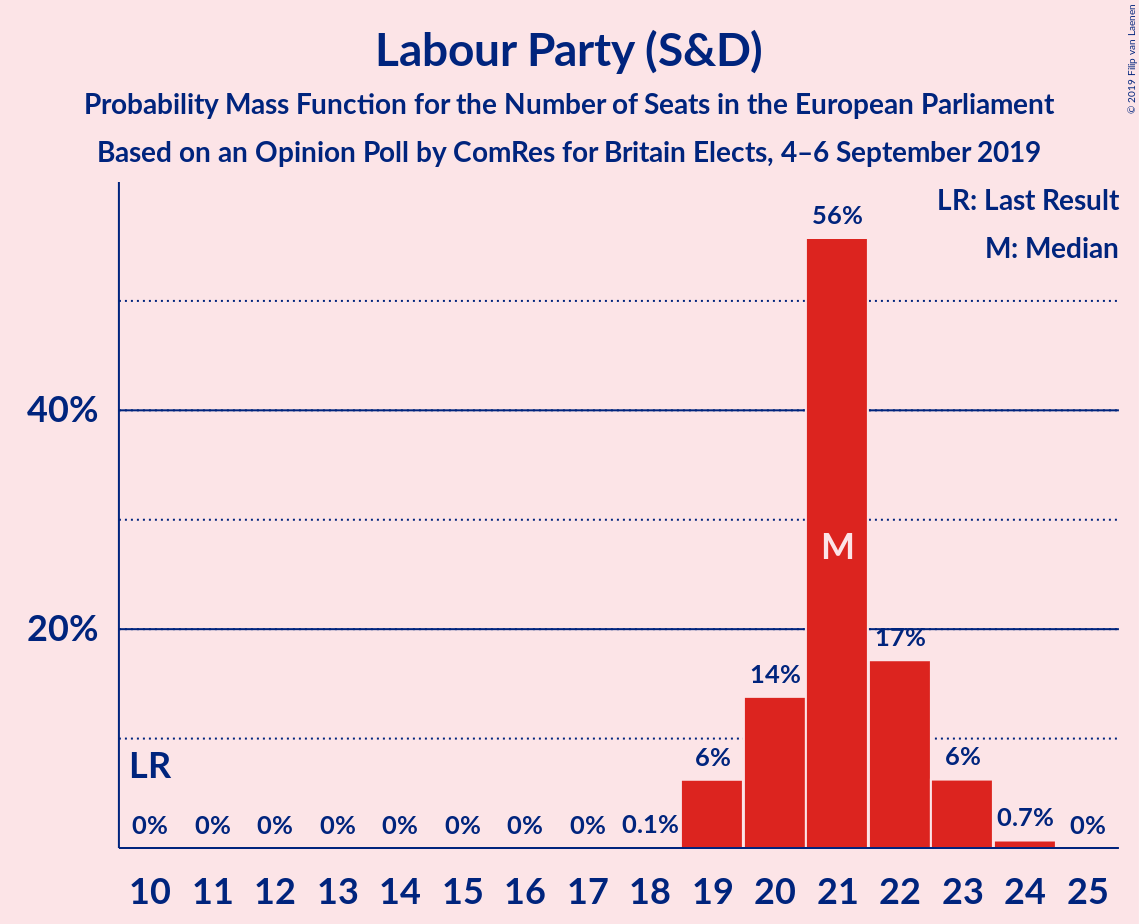 Labour Party (S&D)
Probability Mass Function for the Number of Seats in the European Parliament
Based on an Opinion Poll by ComRes for Britain Elects, 4–6 September 2019
© 2019 Filip van Laenen
LR: Last Result
M: Median
56%
40%
M
20%
17%
14%
LR
6%
6%
0% 0% 0% 0% 0% 0% 0% 0% 0.1% 0.7% 0%
10 11 12 13 14 15 16 17 18 19 20 21 22 23 24 25